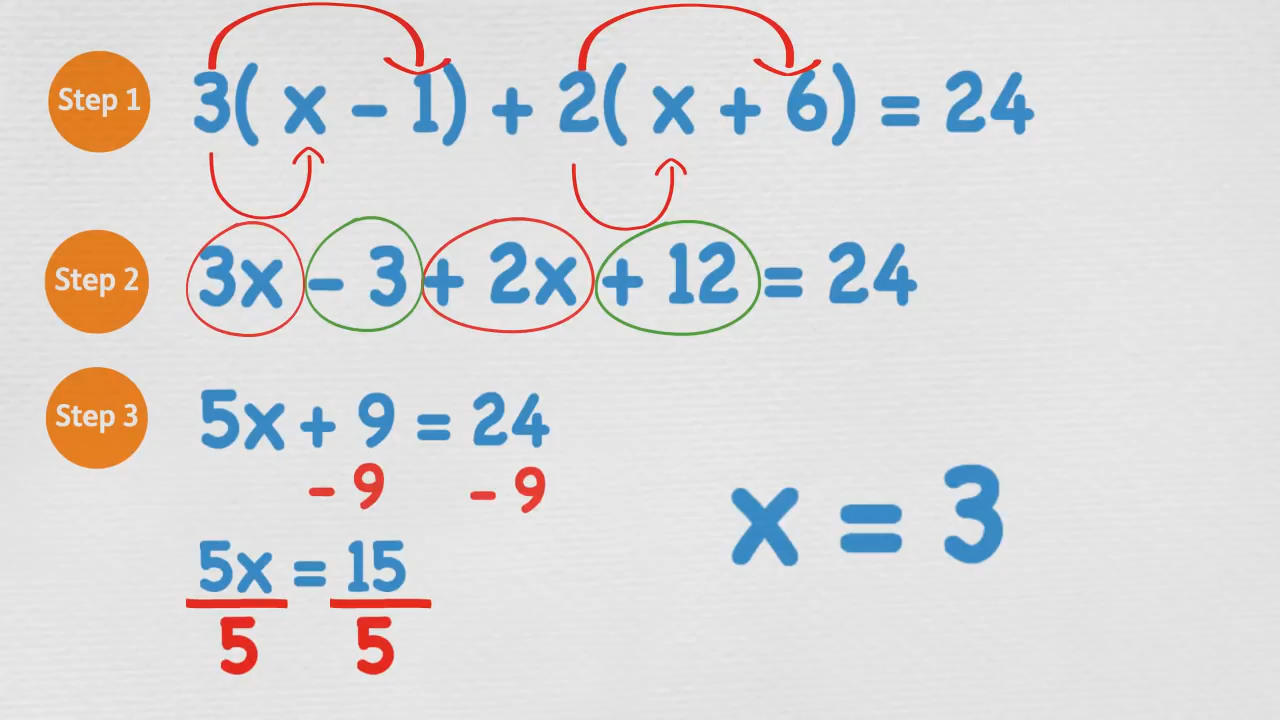 Step 1 3( x - 1) + 2( x + 6) = 24
Step 2 3x - 3 + 2x + 12 = 24
Step 3 5x + 9 = 24
- 9 - 9
5x = 15
5 5
x = 3